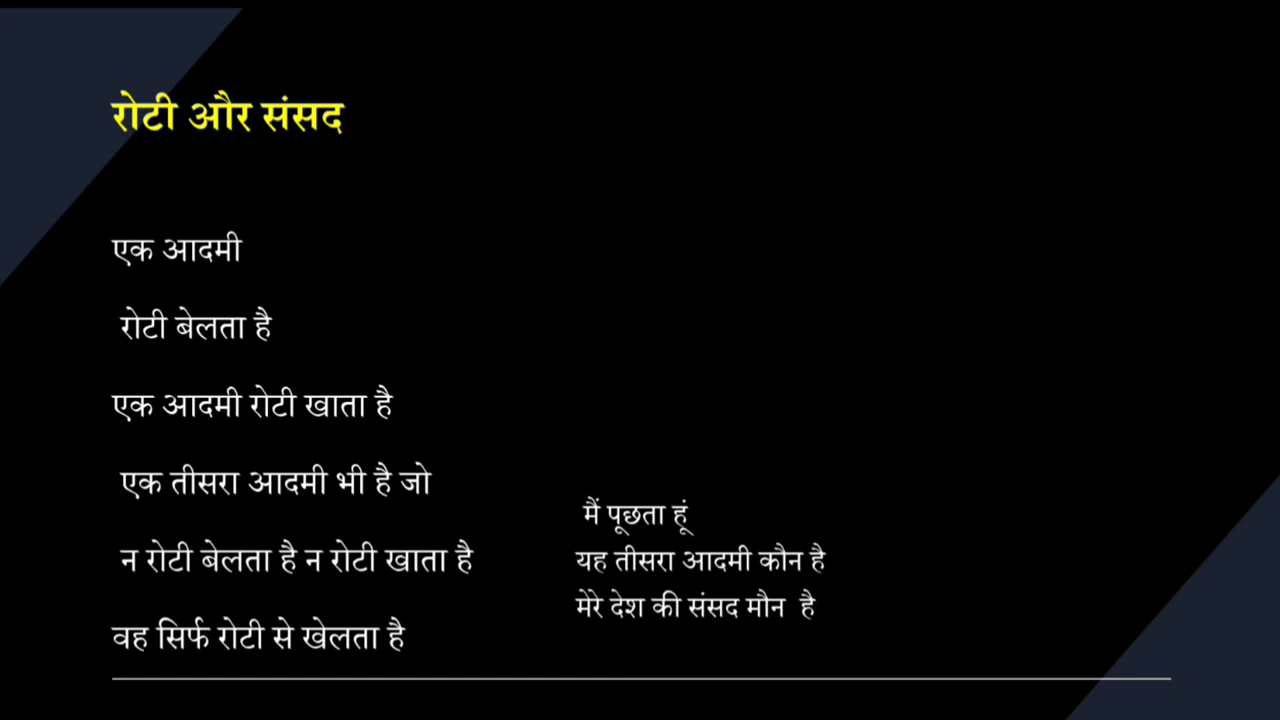 रोटी और संसद
एक आदमी
रोटी बेलता है
एक आदमी रोटी खाता है
एक तीसरा आदमी भी है जो
न रोटी बेलता है न रोटी खाता है
वह सिर्फ रोटी से खेलता है
मैं पूछता हूं
यह तीसरा आदमी कौन है
मेरे देश की संसद मौन है